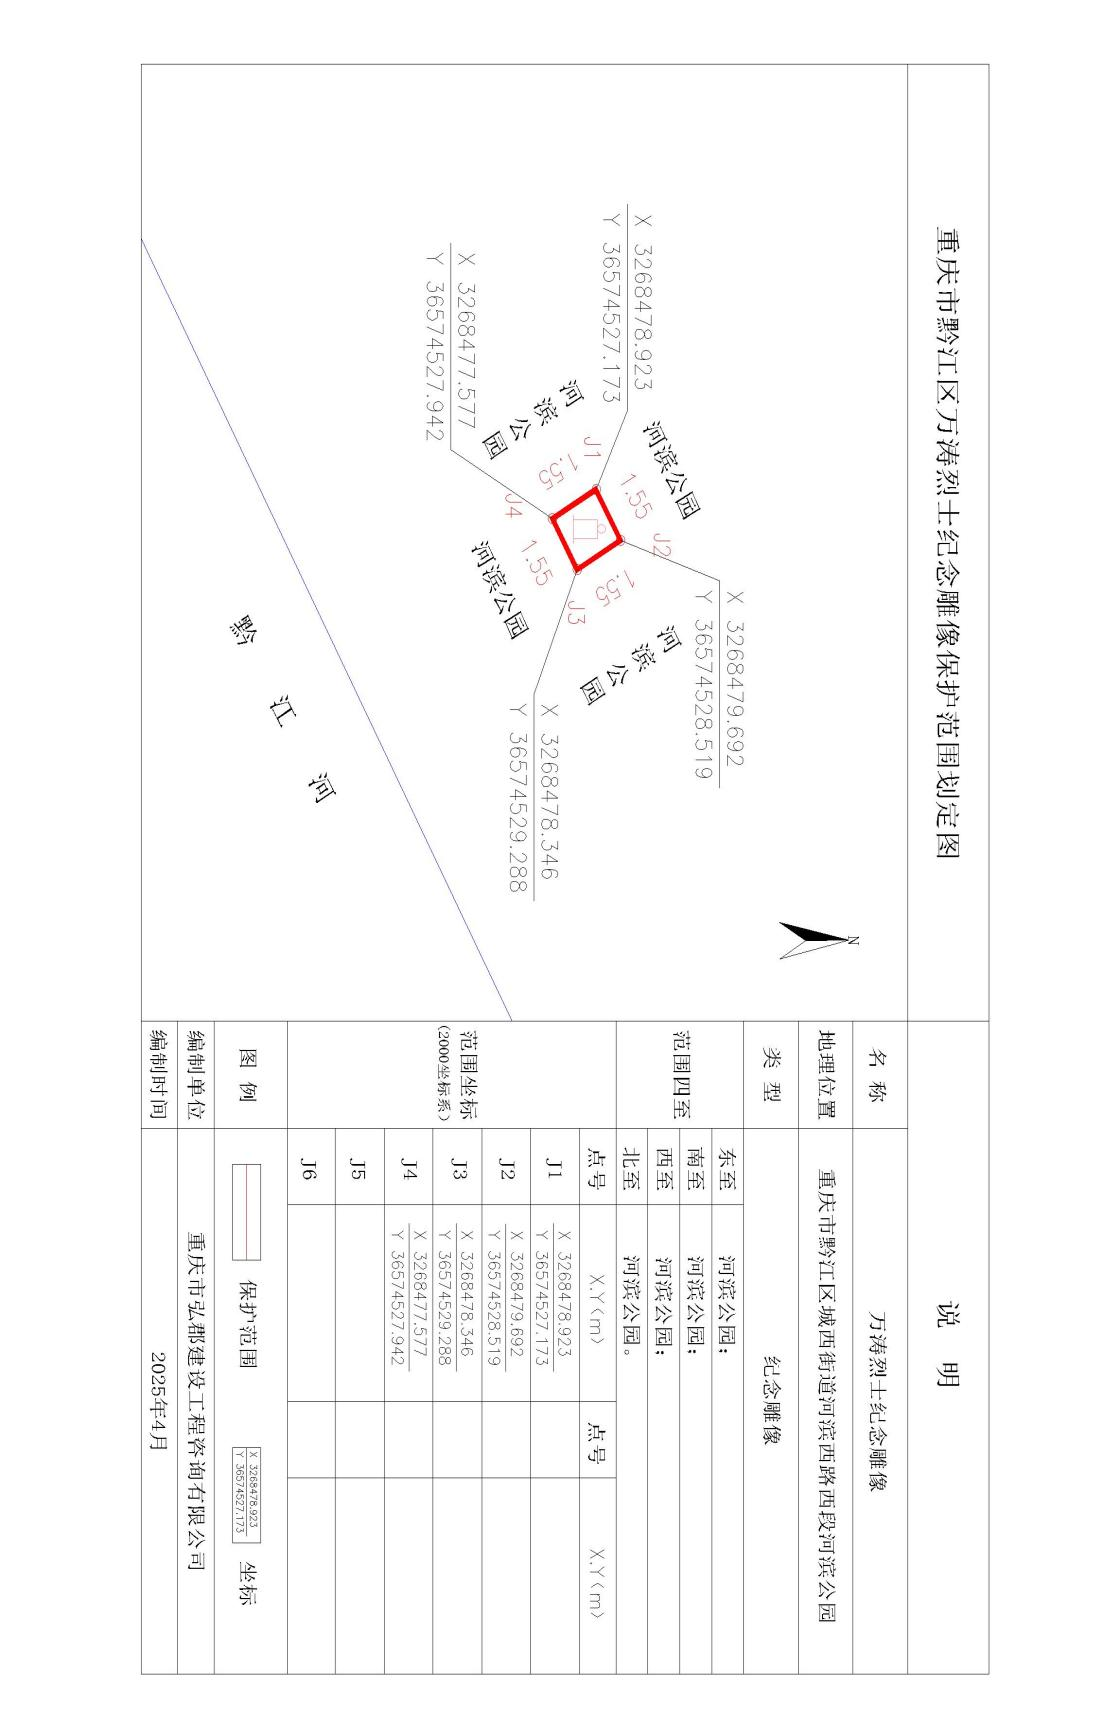 重庆市黔江区万涛烈士纪念雕像保护范围划定图
X 3268478.923
Y 36574527.173
X 3268479.692
Y 36574528.519
X 3268477.577
Y 36574527.942
X 3268478.346
Y 36574529.288
河滨公园
河滨公园
河滨公园
河滨公园
J1
J2
J3
J4
1.55
1.55
1.55
1.55
黔江河
N
说 明
名 称 万涛烈士纪念雕像
地理位置 重庆市黔江区城西街道河滨西路西段河滨公园
类 型 纪念雕像
范围四至
东至 河滨公园；
南至 河滨公园；
西至 河滨公园；
北至 河滨公园。
范围坐标
(2000坐标系)
点号 X,Y(m) 点号 X,Y(m)
J1 X 3268478.923
Y 36574527.173
J2 X 3268479.692
Y 36574528.519
J3 X 3268478.346
Y 36574529.288
J4 X 3268477.577
Y 36574527.942
J5
J6
图 例 保护范围
X 3268478.923
Y 36574527.173
坐标
编制单位 重庆市弘郡建设工程咨询有限公司
编制时间 2025年4月